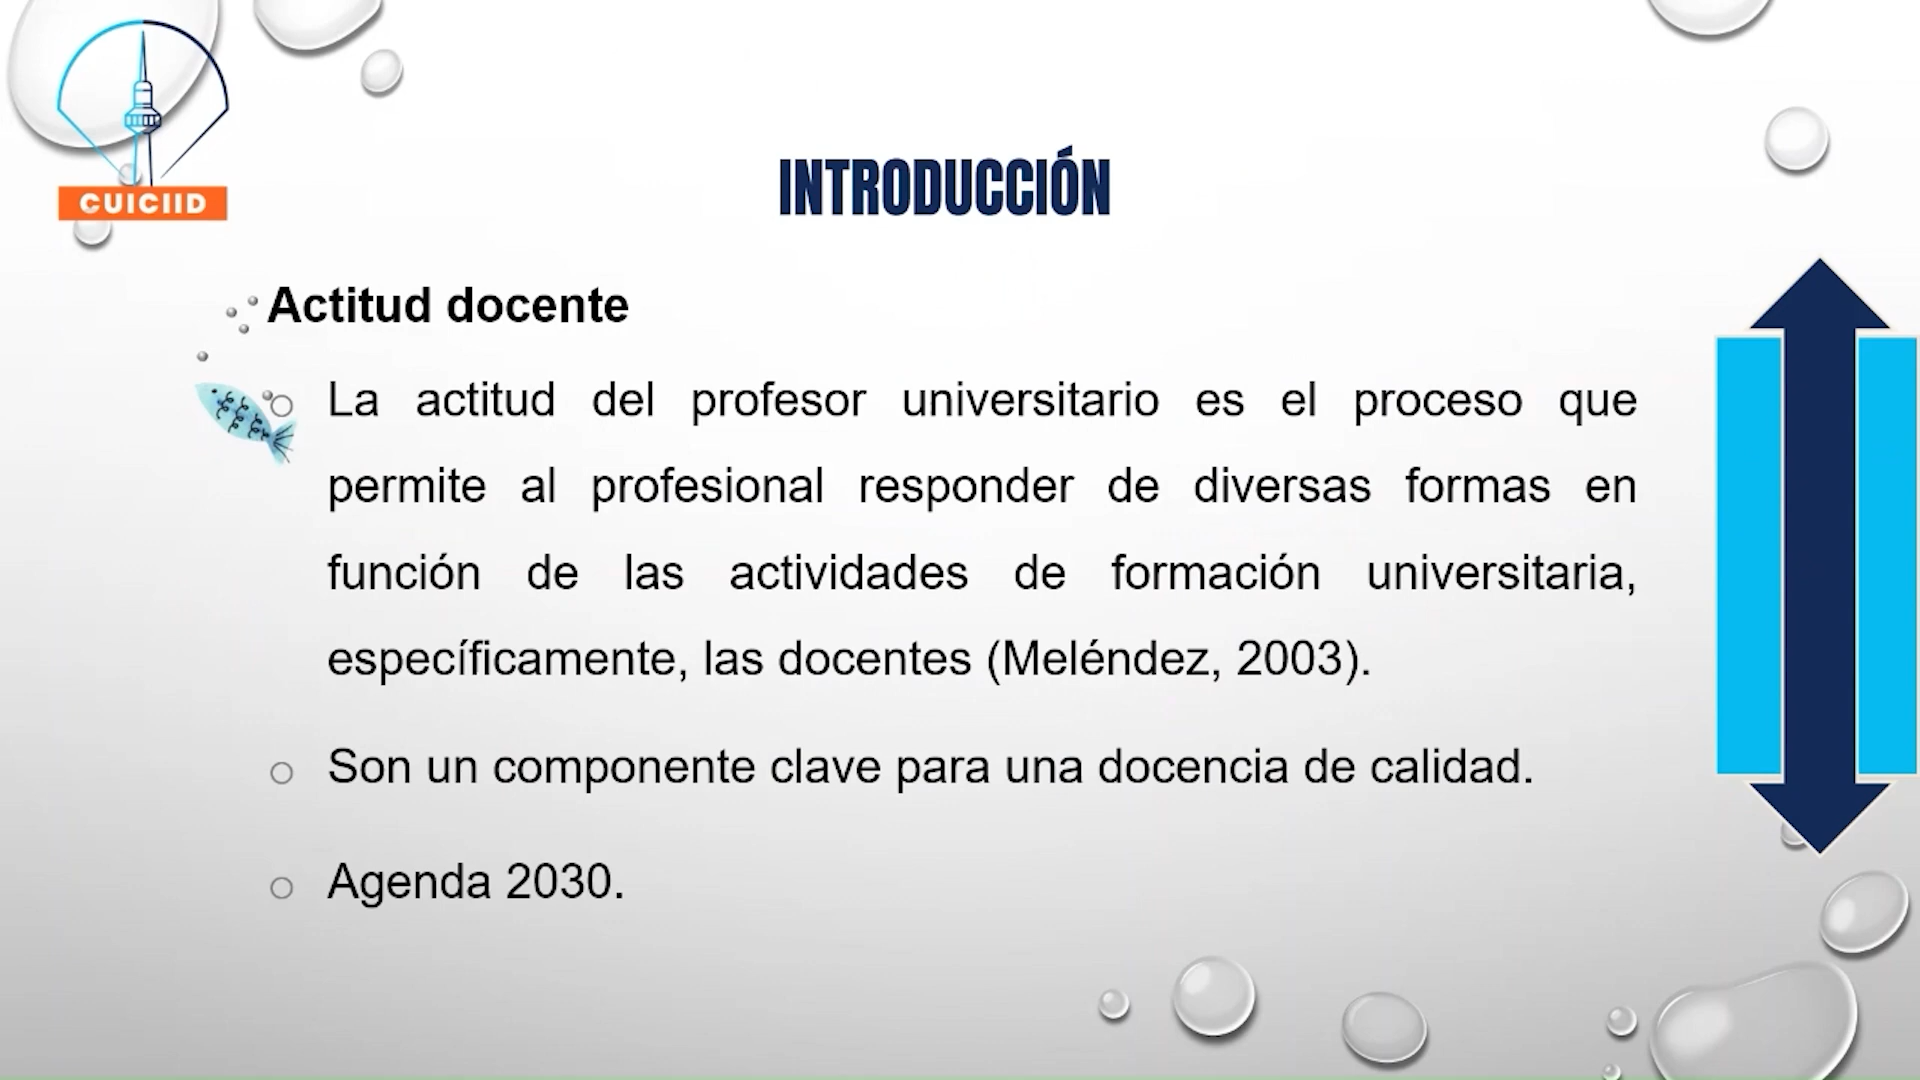 CUICIID
INTRODUCCIÓN
Actitud docente
La actitud del profesor universitario es el proceso que
permite al profesional responder de diversas formas en
función de las actividades de formación universitaria,
específicamente, las docentes (Meléndez, 2003).
Son un componente clave para una docencia de calidad.
Agenda 2030.